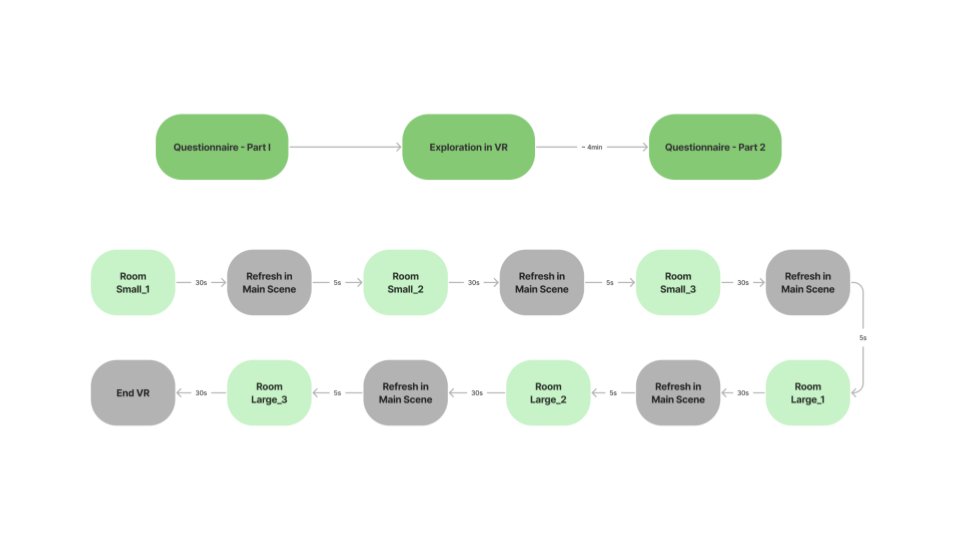 Questionnaire - Part I
Exploration in VR
~ 4min
Questionnaire - Part 2
Room
Small_1
30s
Refresh in
Main Scene
5s
Room
Small_2
30s
Refresh in
Main Scene
5s
Room
Small_3
30s
Refresh in
Main Scene
5s
Room
Large_1
30s
Refresh in
Main Scene
5s
Room
Large_2
30s
Refresh in
Main Scene
5s
Room
Large_3
30s
End VR